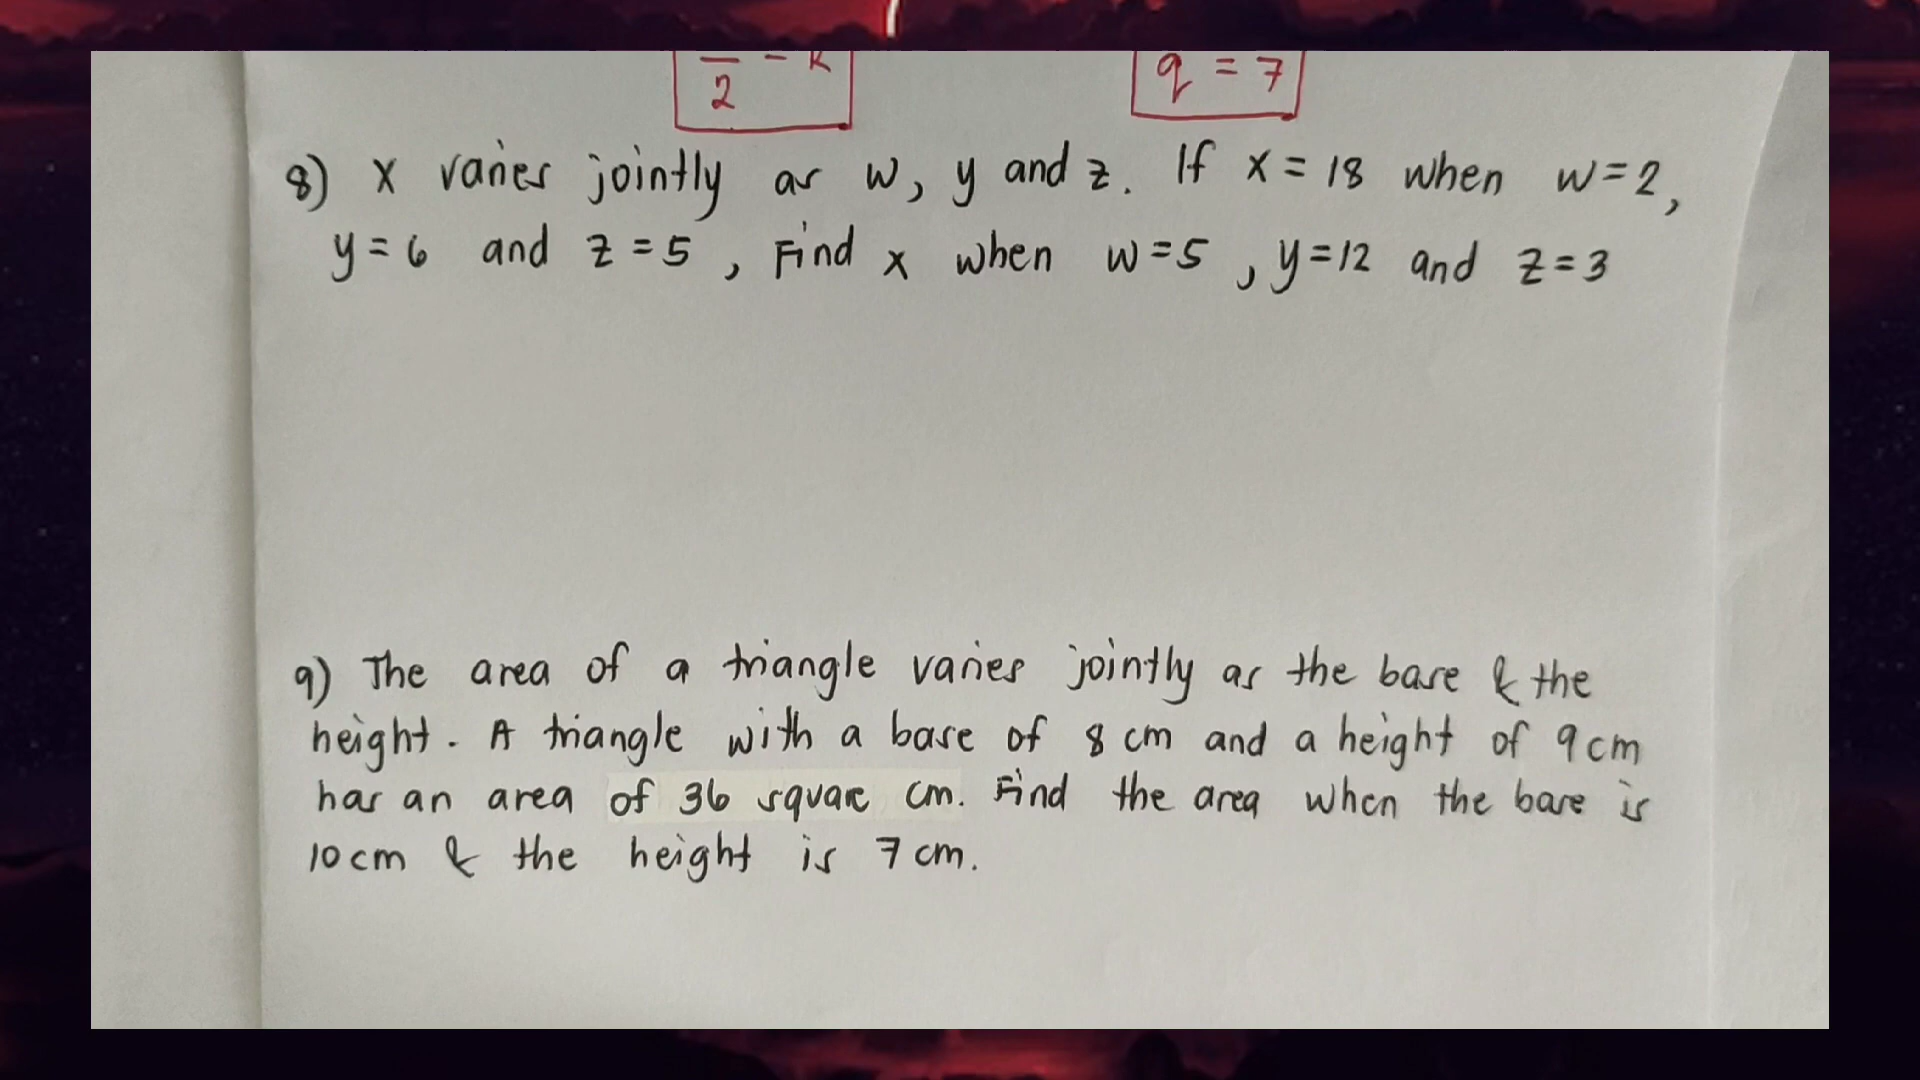 2 - k
q = 7
8) x varies jointly as w, y and z. If x = 18 when w=2,
y = 6 and z = 5 , Find x when w=5 , y=12 and z=3
9) The area of a triangle varies jointly as the base & the
height. A triangle with a base of 8 cm and a height of 9 cm
has an area of 36 square cm. Find the area when the base is
10 cm & the height is 7 cm.